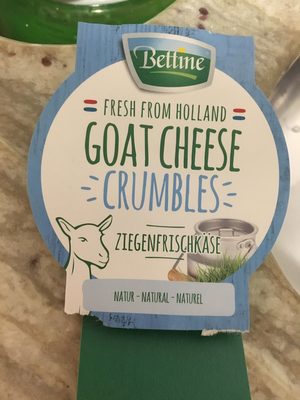 Bettine
FRESH FROM HOLLAND
GOAT CHEESE
CRUMBLES
ZIEGENFRISCHKÄSE
NATUR - NATURAL - NATUREL